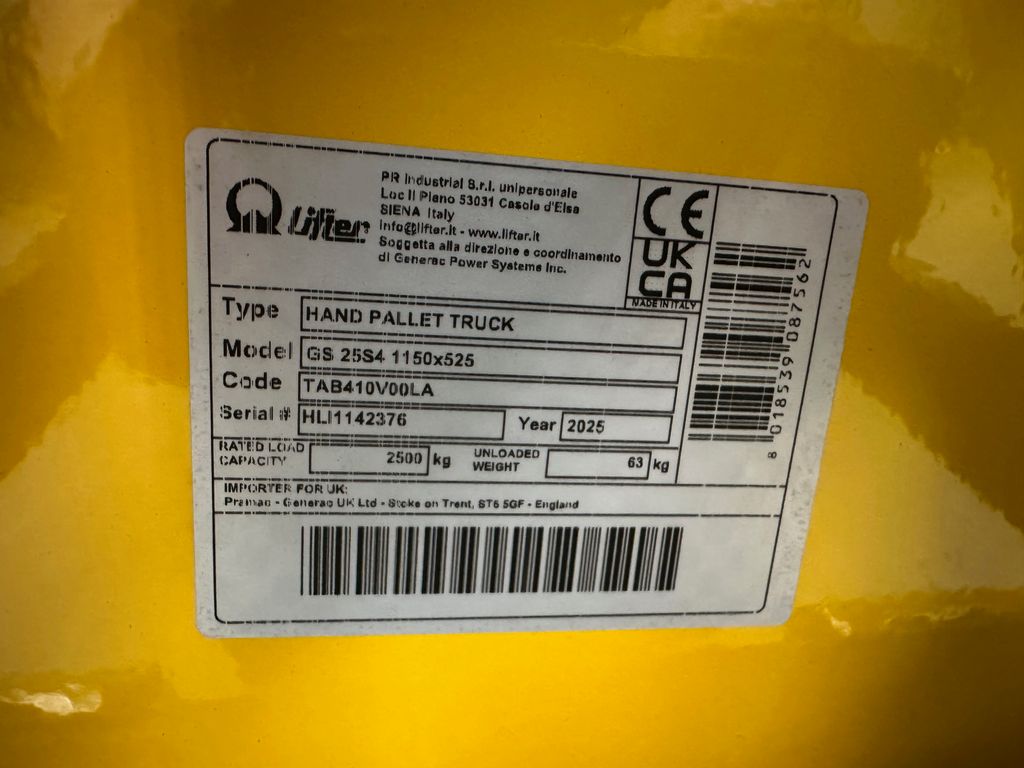 Lifter
PR Industrial S.r.l. unipersonale
Loc Il Piano 53031 Casole d'Elsa
SIENA Italy
info@lifter.it - www.lifter.it
Soggetta alla direzione e coordinamento
di Generac Power Systems Inc.
CE
UK
CA
MADE IN ITALY
Type HAND PALLET TRUCK
Model GS 25S4 1150x525
Code TAB410V00LA
Serial # HLI1142376 Year 2025
RATED LOAD CAPACITY 2500 kg UNLOADED WEIGHT 63 kg
IMPORTER FOR UK:
Pramac - Generac UK Ltd - Stoke on Trent, ST6 5GF - England
8 018539 087562